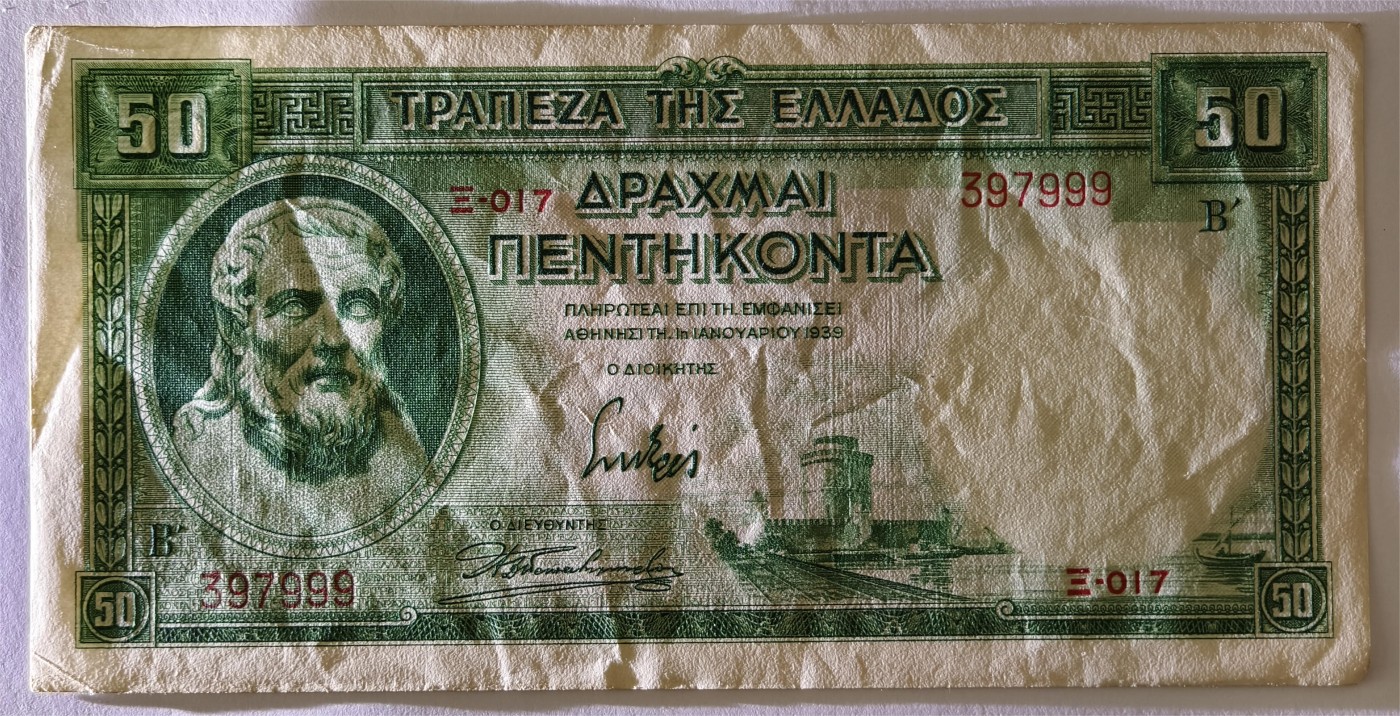 50 ΤΡΑΠΕΖΑ ΤΗΣ ΕΛΛΑΔΟΣ 50
Ξ-017 ΔΡΑΧΜΑΙ 397999
Β΄
ΠΕΝΤΗΚΟΝΤΑ
ΠΛΗΡΩΤΕΑΙ ΕΠΙ ΤΗ. ΕΜΦΑΝΙΣΕΙ
ΑΘΗΝΗΣΙ ΤΗ. 1η ΙΑΝΟΥΑΡΙΟΥ 1939
Ο ΔΙΟΙΚΗΤΗΣ
Ο ΔΙΕΥΘΥΝΤΗΣ
Β΄
397999 Ξ-017
50 50